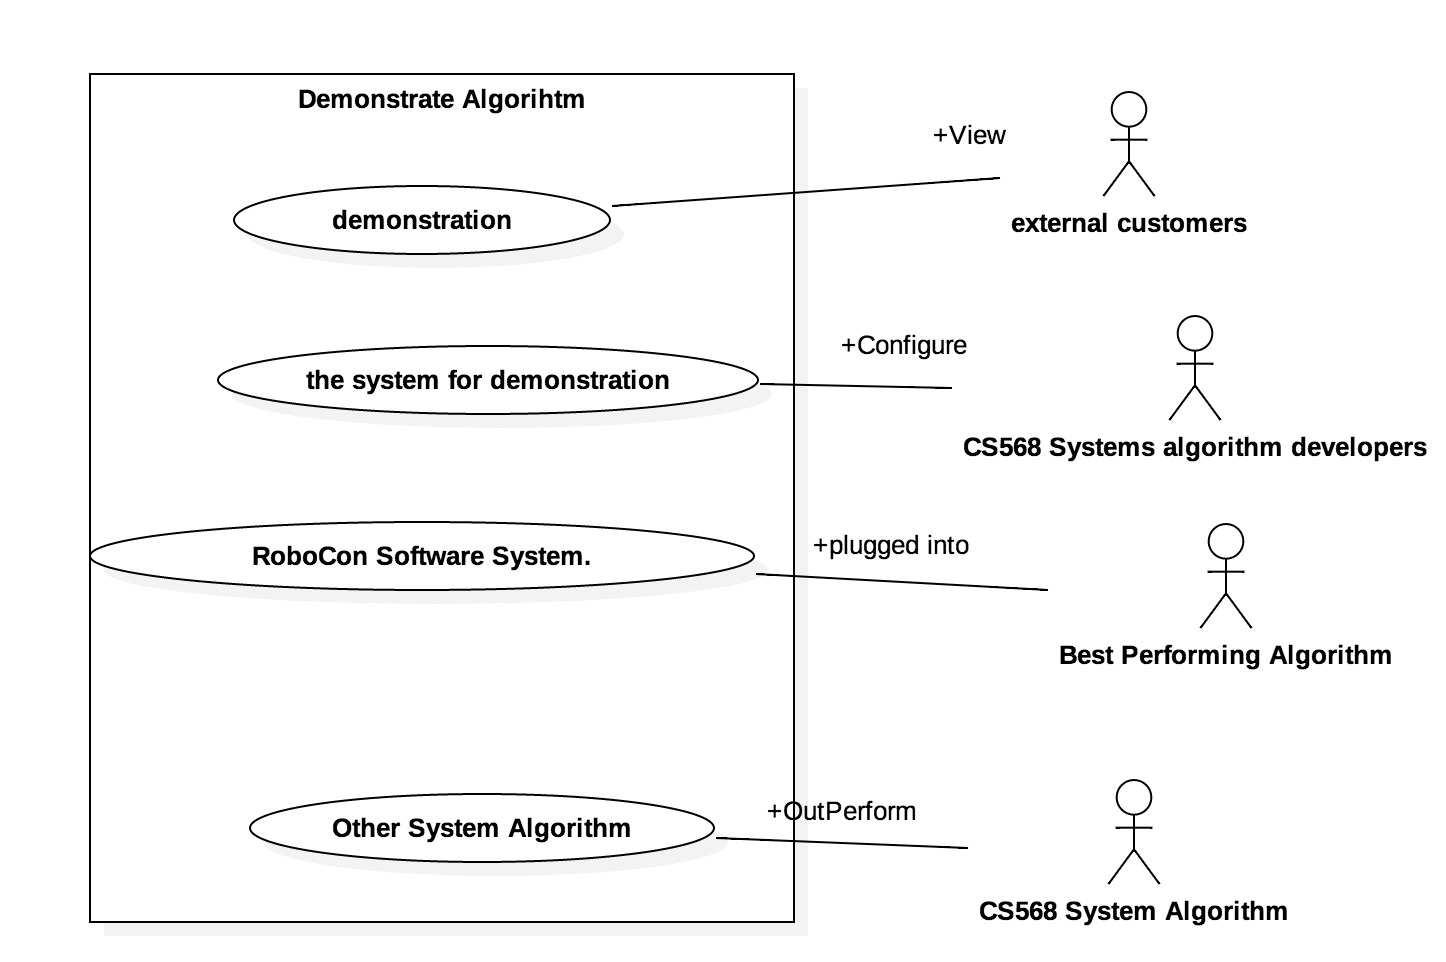 Demonstrate Algorihtm
+View
demonstration
external customers
+Configure
the system for demonstration
CS568 Systems algorithm developers
+plugged into
RoboCon Software System.
Best Performing Algorithm
+OutPerform
Other System Algorithm
CS568 System Algorithm